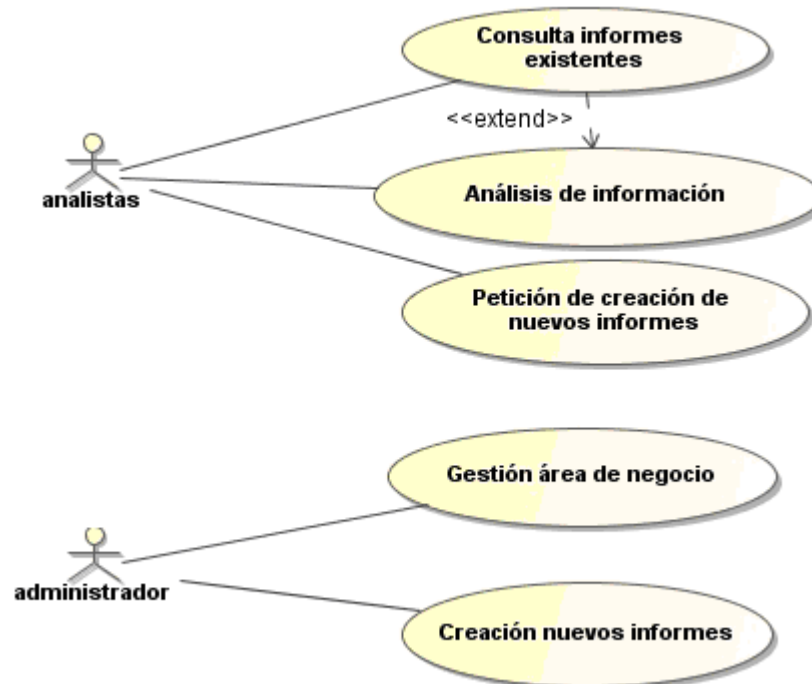 Consulta informes
existentes
<<extend>>
analistas
Análisis de información
Petición de creación de
nuevos informes
Gestión área de negocio
administrador
Creación nuevos informes